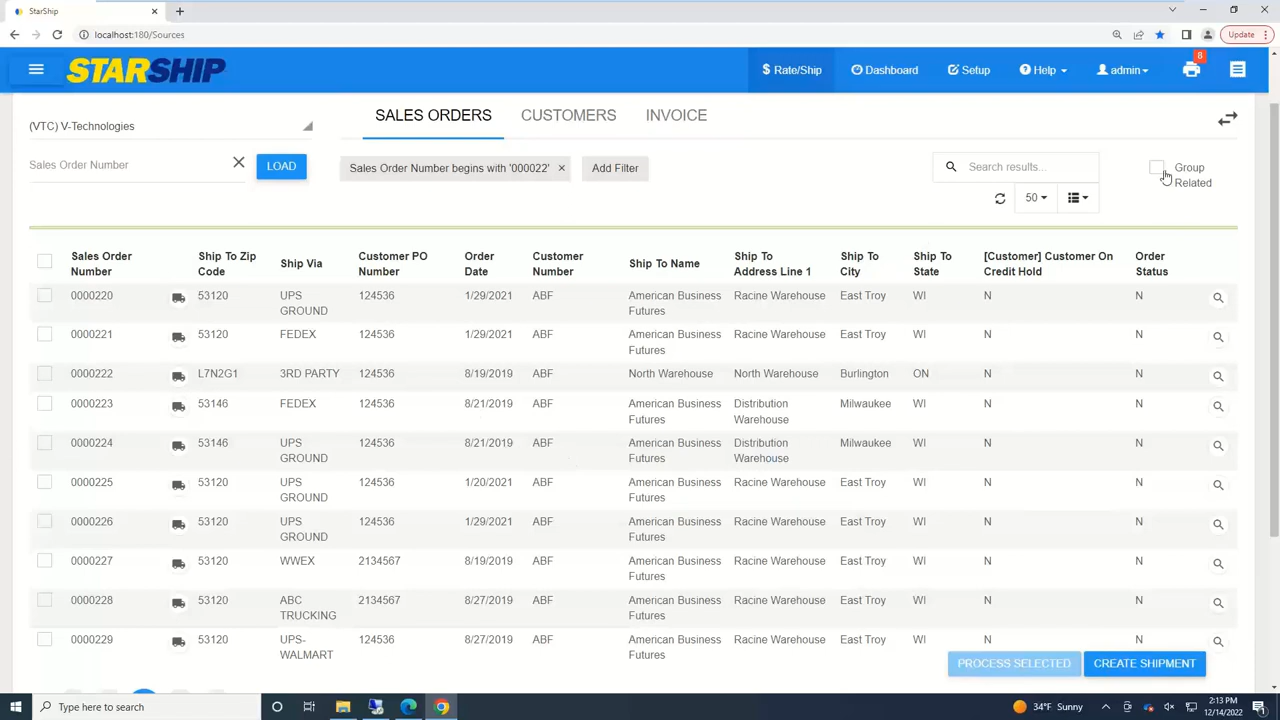 StarShip
localhost:180/Sources
Update
STARSHIP
$ Rate/Ship
Dashboard
Setup
Help
admin
8
(VTC) V-Technologies
SALES ORDERS
CUSTOMERS
INVOICE
Sales Order Number
LOAD
Sales Order Number begins with '000022' ×
Add Filter
Search results...
Group
Related
50
Sales Order
Number
Ship To Zip
Code
Ship Via
Customer PO
Number
Order
Date
Customer
Number
Ship To Name
Ship To
Address Line 1
Ship To
City
Ship To
State
[Customer] Customer On
Credit Hold
Order
Status
0000220 53120 UPS 124536 1/29/2021 ABF American Business Racine Warehouse East Troy WI N N
GROUND Futures
0000221 53120 FEDEX 124536 1/29/2021 ABF American Business Racine Warehouse East Troy WI N N
Futures
0000222 L7N2G1 3RD PARTY 124536 8/19/2019 ABF North Warehouse North Warehouse Burlington ON N N
0000223 53146 FEDEX 124536 8/21/2019 ABF American Business Distribution Milwaukee WI N N
Futures Warehouse
0000224 53146 UPS 124536 8/21/2019 ABF American Business Distribution Milwaukee WI N N
GROUND Futures Warehouse
0000225 53120 UPS 124536 1/20/2021 ABF American Business Racine Warehouse East Troy WI N N
GROUND Futures
0000226 53120 UPS 124536 1/29/2021 ABF American Business Racine Warehouse East Troy WI N N
GROUND Futures
0000227 53120 WWEX 2134567 8/19/2019 ABF American Business Racine Warehouse East Troy WI N N
Futures
0000228 53120 ABC 2134567 8/27/2019 ABF American Business Racine Warehouse East Troy WI N N
TRUCKING Futures
0000229 53120 UPS- 124536 8/27/2019 ABF American Business Racine Warehouse East Troy WI N N
WALMART Futures
PROCESS SELECTED
CREATE SHIPMENT
Type here to search
34°F Sunny
2:13 PM
12/14/2022
1